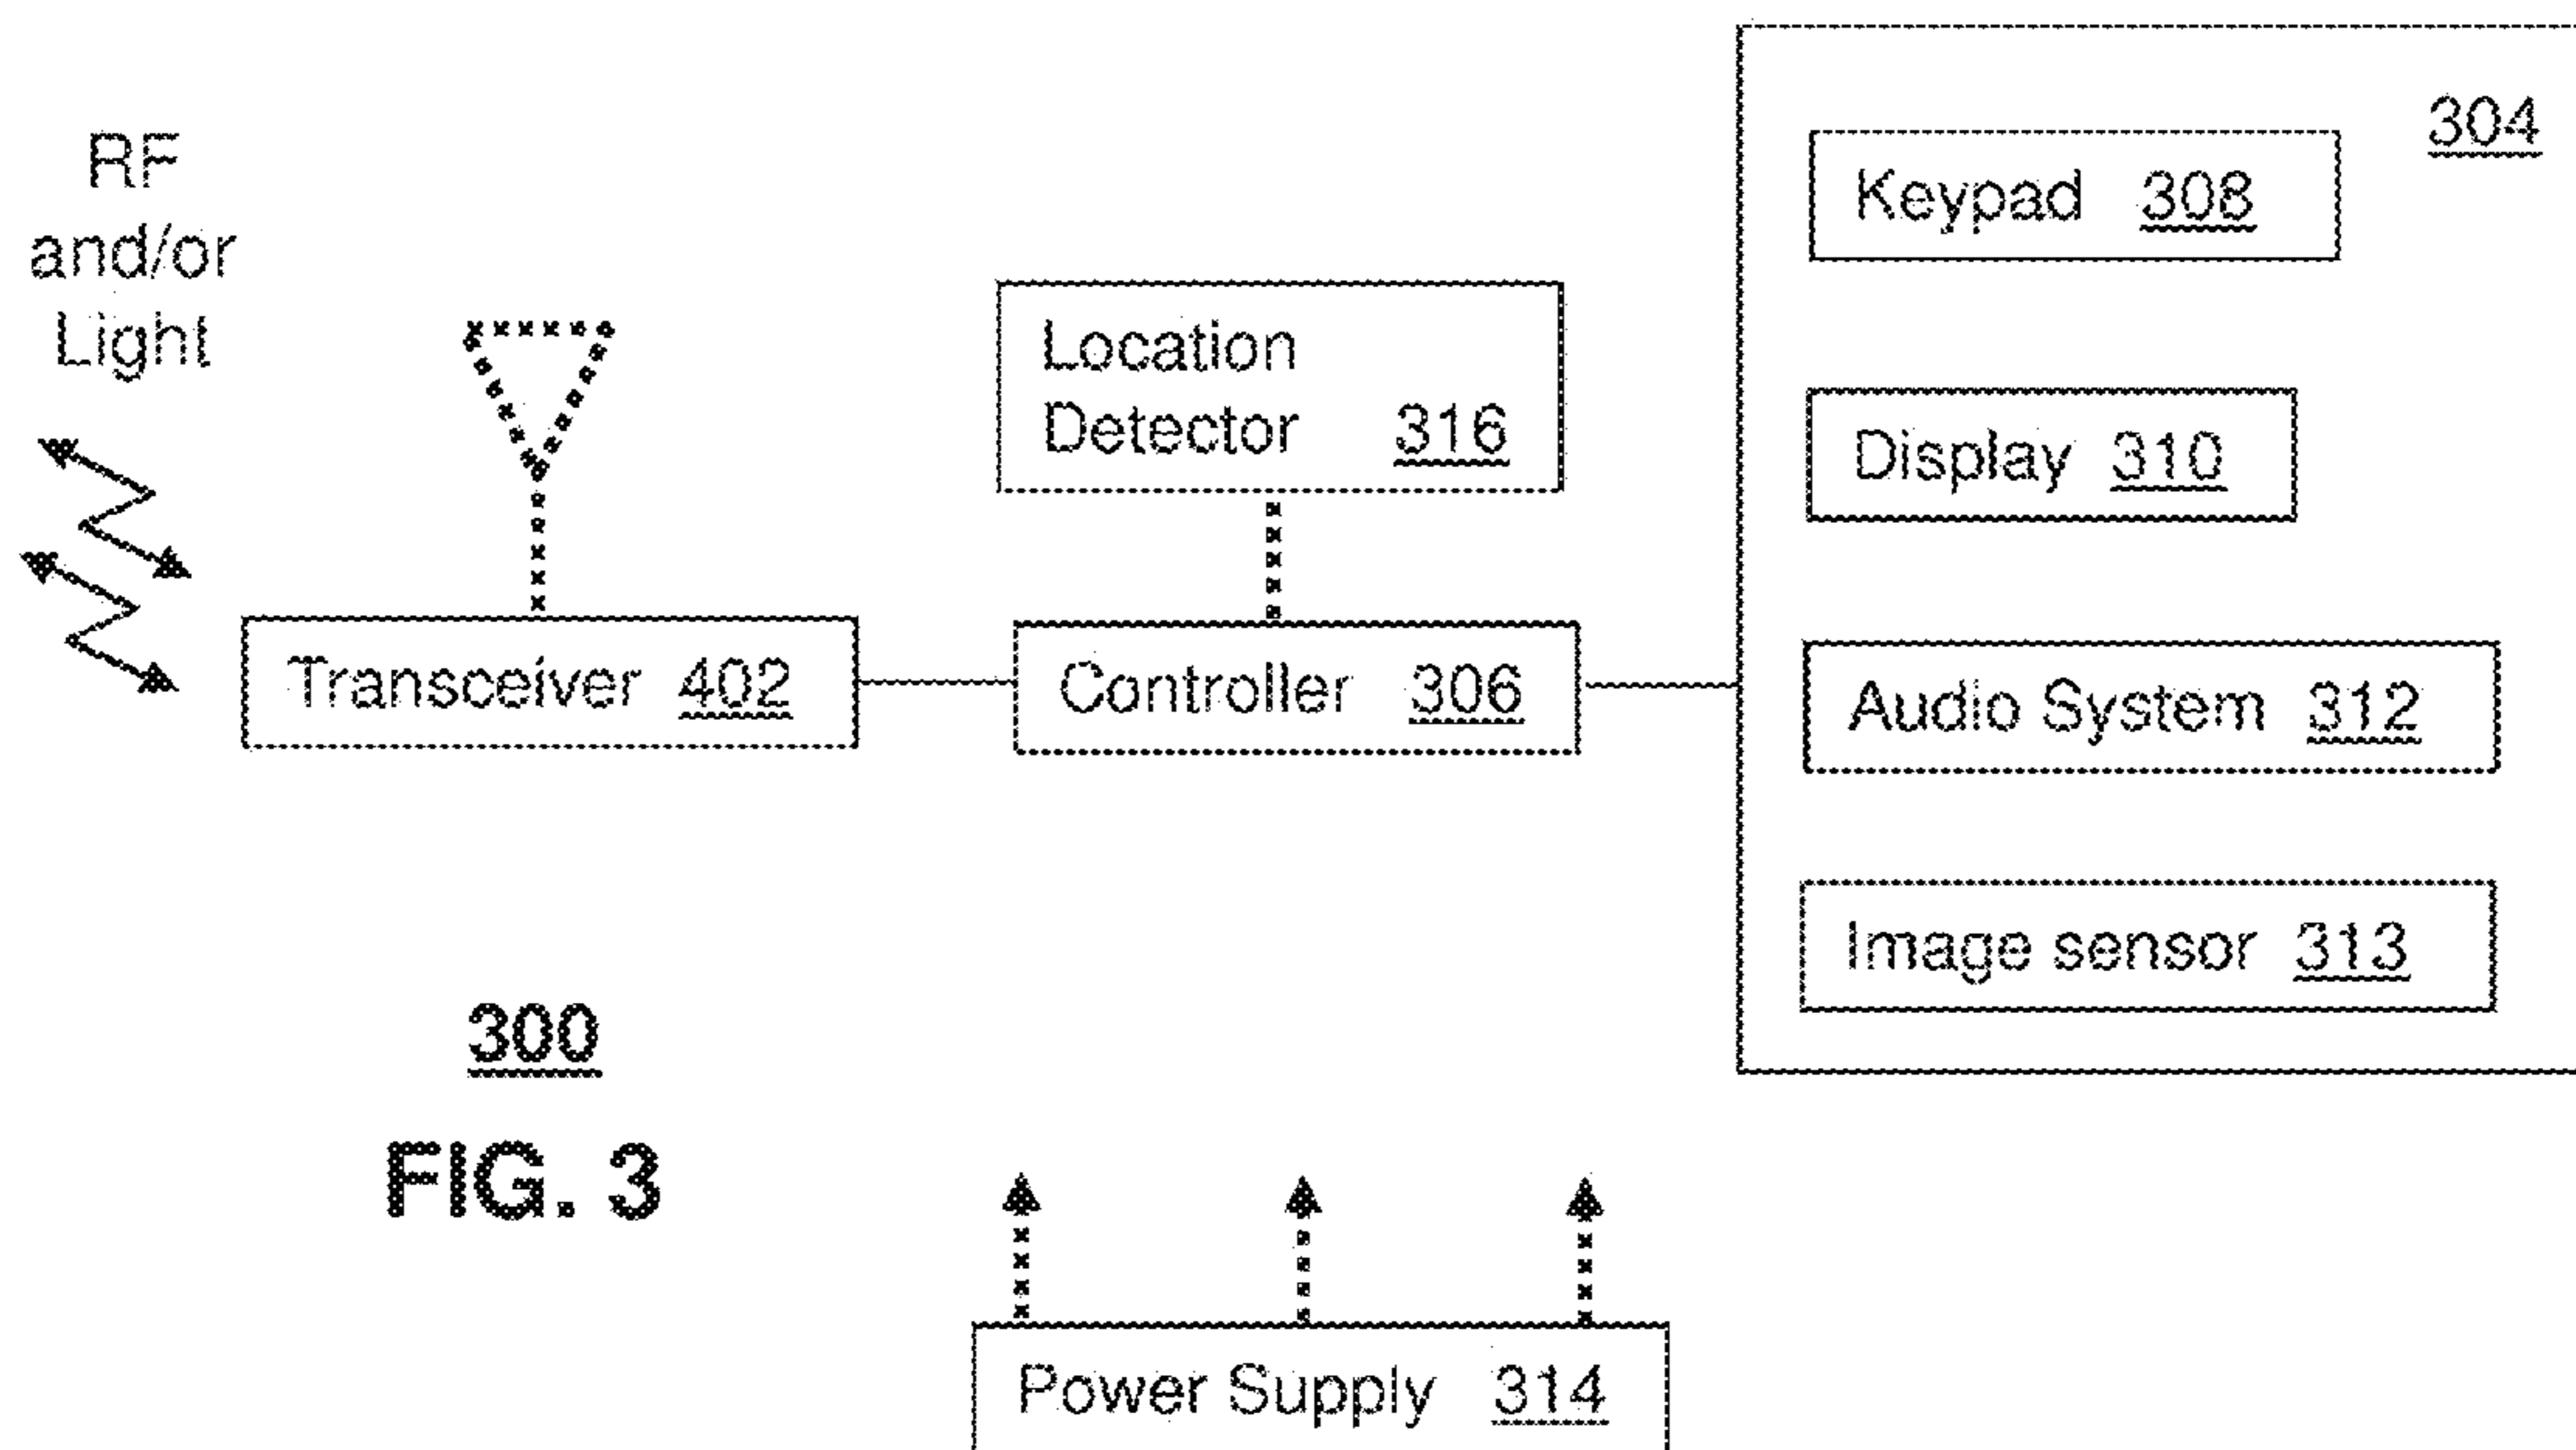 RF
and/or
Light
Transceiver 402
Location
Detector 316
Controller 306
304
Keypad 308
Display 310
Audio System 312
Image sensor 313
300
FIG. 3
Power Supply 314